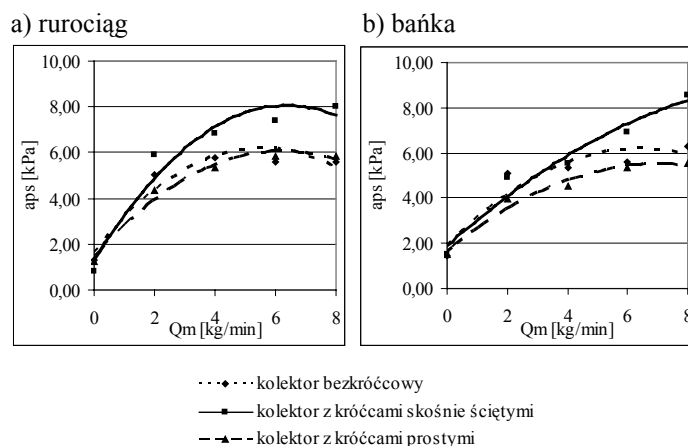 a) rurociąg
b) bańka
10,00
8,00
6,00
4,00
2,00
0,00
aps [kPa]
0 2 4 6 8
Qm [kg/min]
10,00
8,00
6,00
4,00
2,00
0,00
aps [kPa]
0 2 4 6 8
Qm [kg/min]
kolektor bezkróćcowy
kolektor z króćcami skośnie ściętymi
kolektor z króćcami prostymi